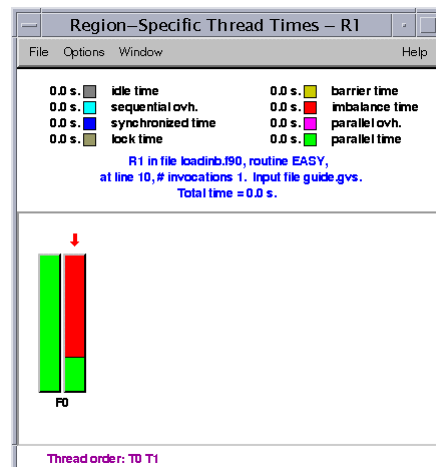 Region-Specific Thread Times - R1
File Options Window Help
0.0 s. idle time 0.0 s. barrier time
0.0 s. sequential ovh. 0.0 s. imbalance time
0.0 s. synchronized time 0.0 s. parallel ovh.
0.0 s. lock time 0.0 s. parallel time
R1 in file loadinb.f90, routine EASY,
at line 10, # invocations 1. Input file guide.gvs.
Total time = 0.0 s.
F0
Thread order: T0 T1